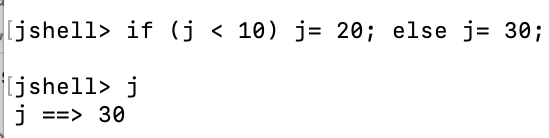 [jshell> if (j < 10) j= 20; else j= 30;
[jshell> j
j ==> 30